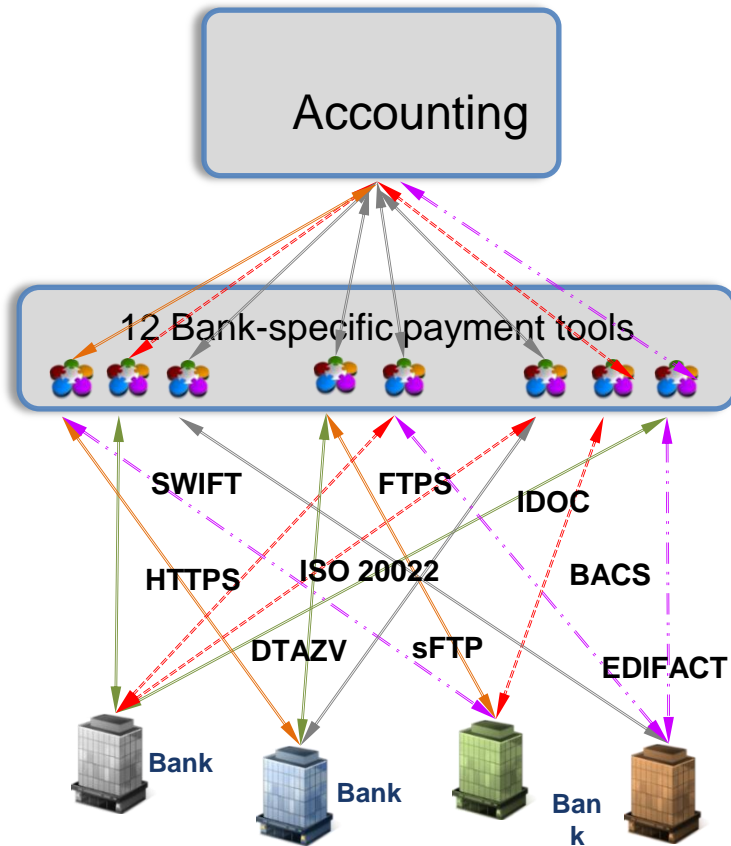 Accounting
12 Bank-specific payment tools
SWIFT
FTPS
IDOC
HTTPS
ISO 20022
BACS
DTAZV
sFTP
EDIFACT
Bank
Bank
Ban
k